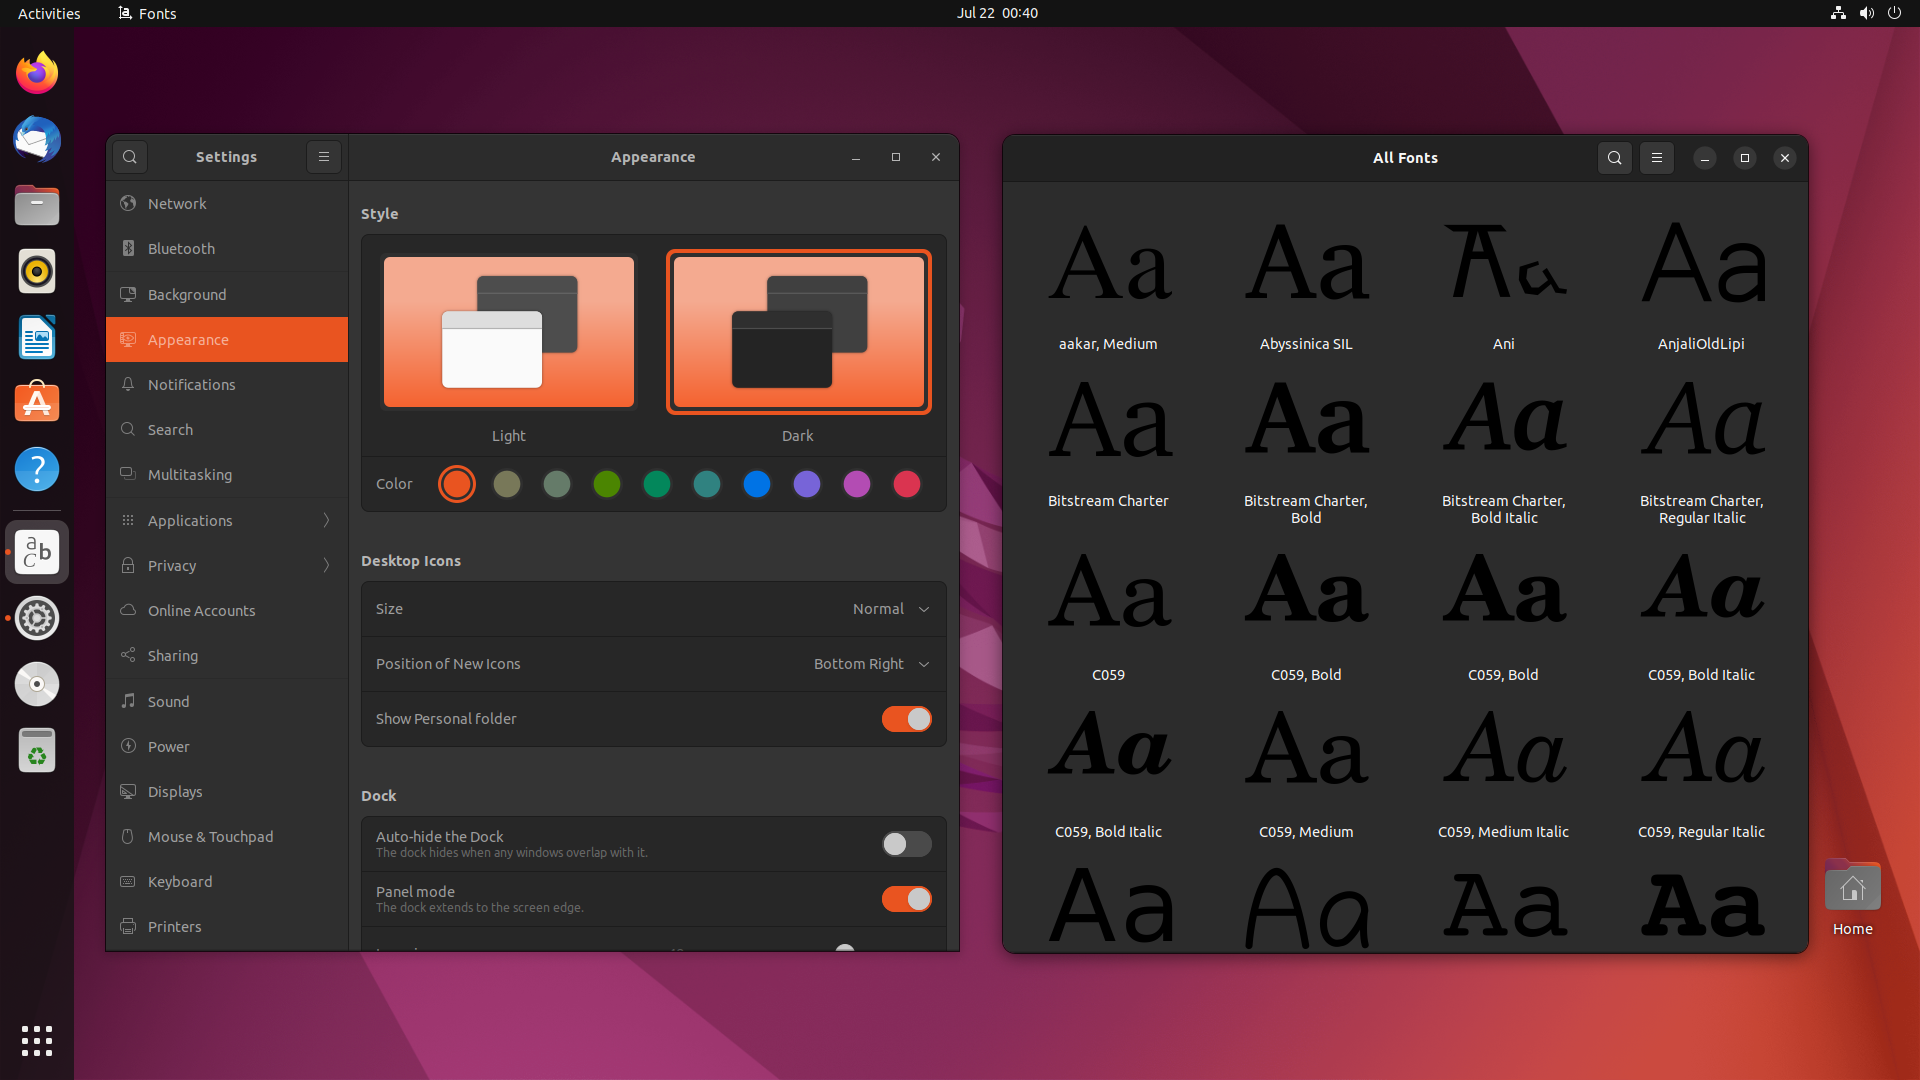 Activities
Fonts
Jul 22 00:40
Settings
Appearance
Network
Bluetooth
Background
Appearance
Notifications
Search
Multitasking
Applications
Privacy
Online Accounts
Sharing
Sound
Power
Displays
Mouse & Touchpad
Keyboard
Printers
Style
Light
Dark
Color
Desktop Icons
Size
Normal
Position of New Icons
Bottom Right
Show Personal folder
Dock
Auto-hide the Dock
The dock hides when any windows overlap with it.
Panel mode
The dock extends to the screen edge.
All Fonts
Aa Aa Aa Aa
aakar, Medium
Abyssinica SIL
Ani
AnjaliOldLipi
Aa Aa Aa Aa
Bitstream Charter
Bitstream Charter,
Bold
Bitstream Charter,
Bold Italic
Bitstream Charter,
Regular Italic
Aa Aa Aa Aa
C059
C059, Bold
C059, Bold
C059, Bold Italic
Aa Aa Aa Aa
C059, Bold Italic
C059, Medium
C059, Medium Italic
C059, Regular Italic
Aa Aa Aa Aa
Home
a b
C
?